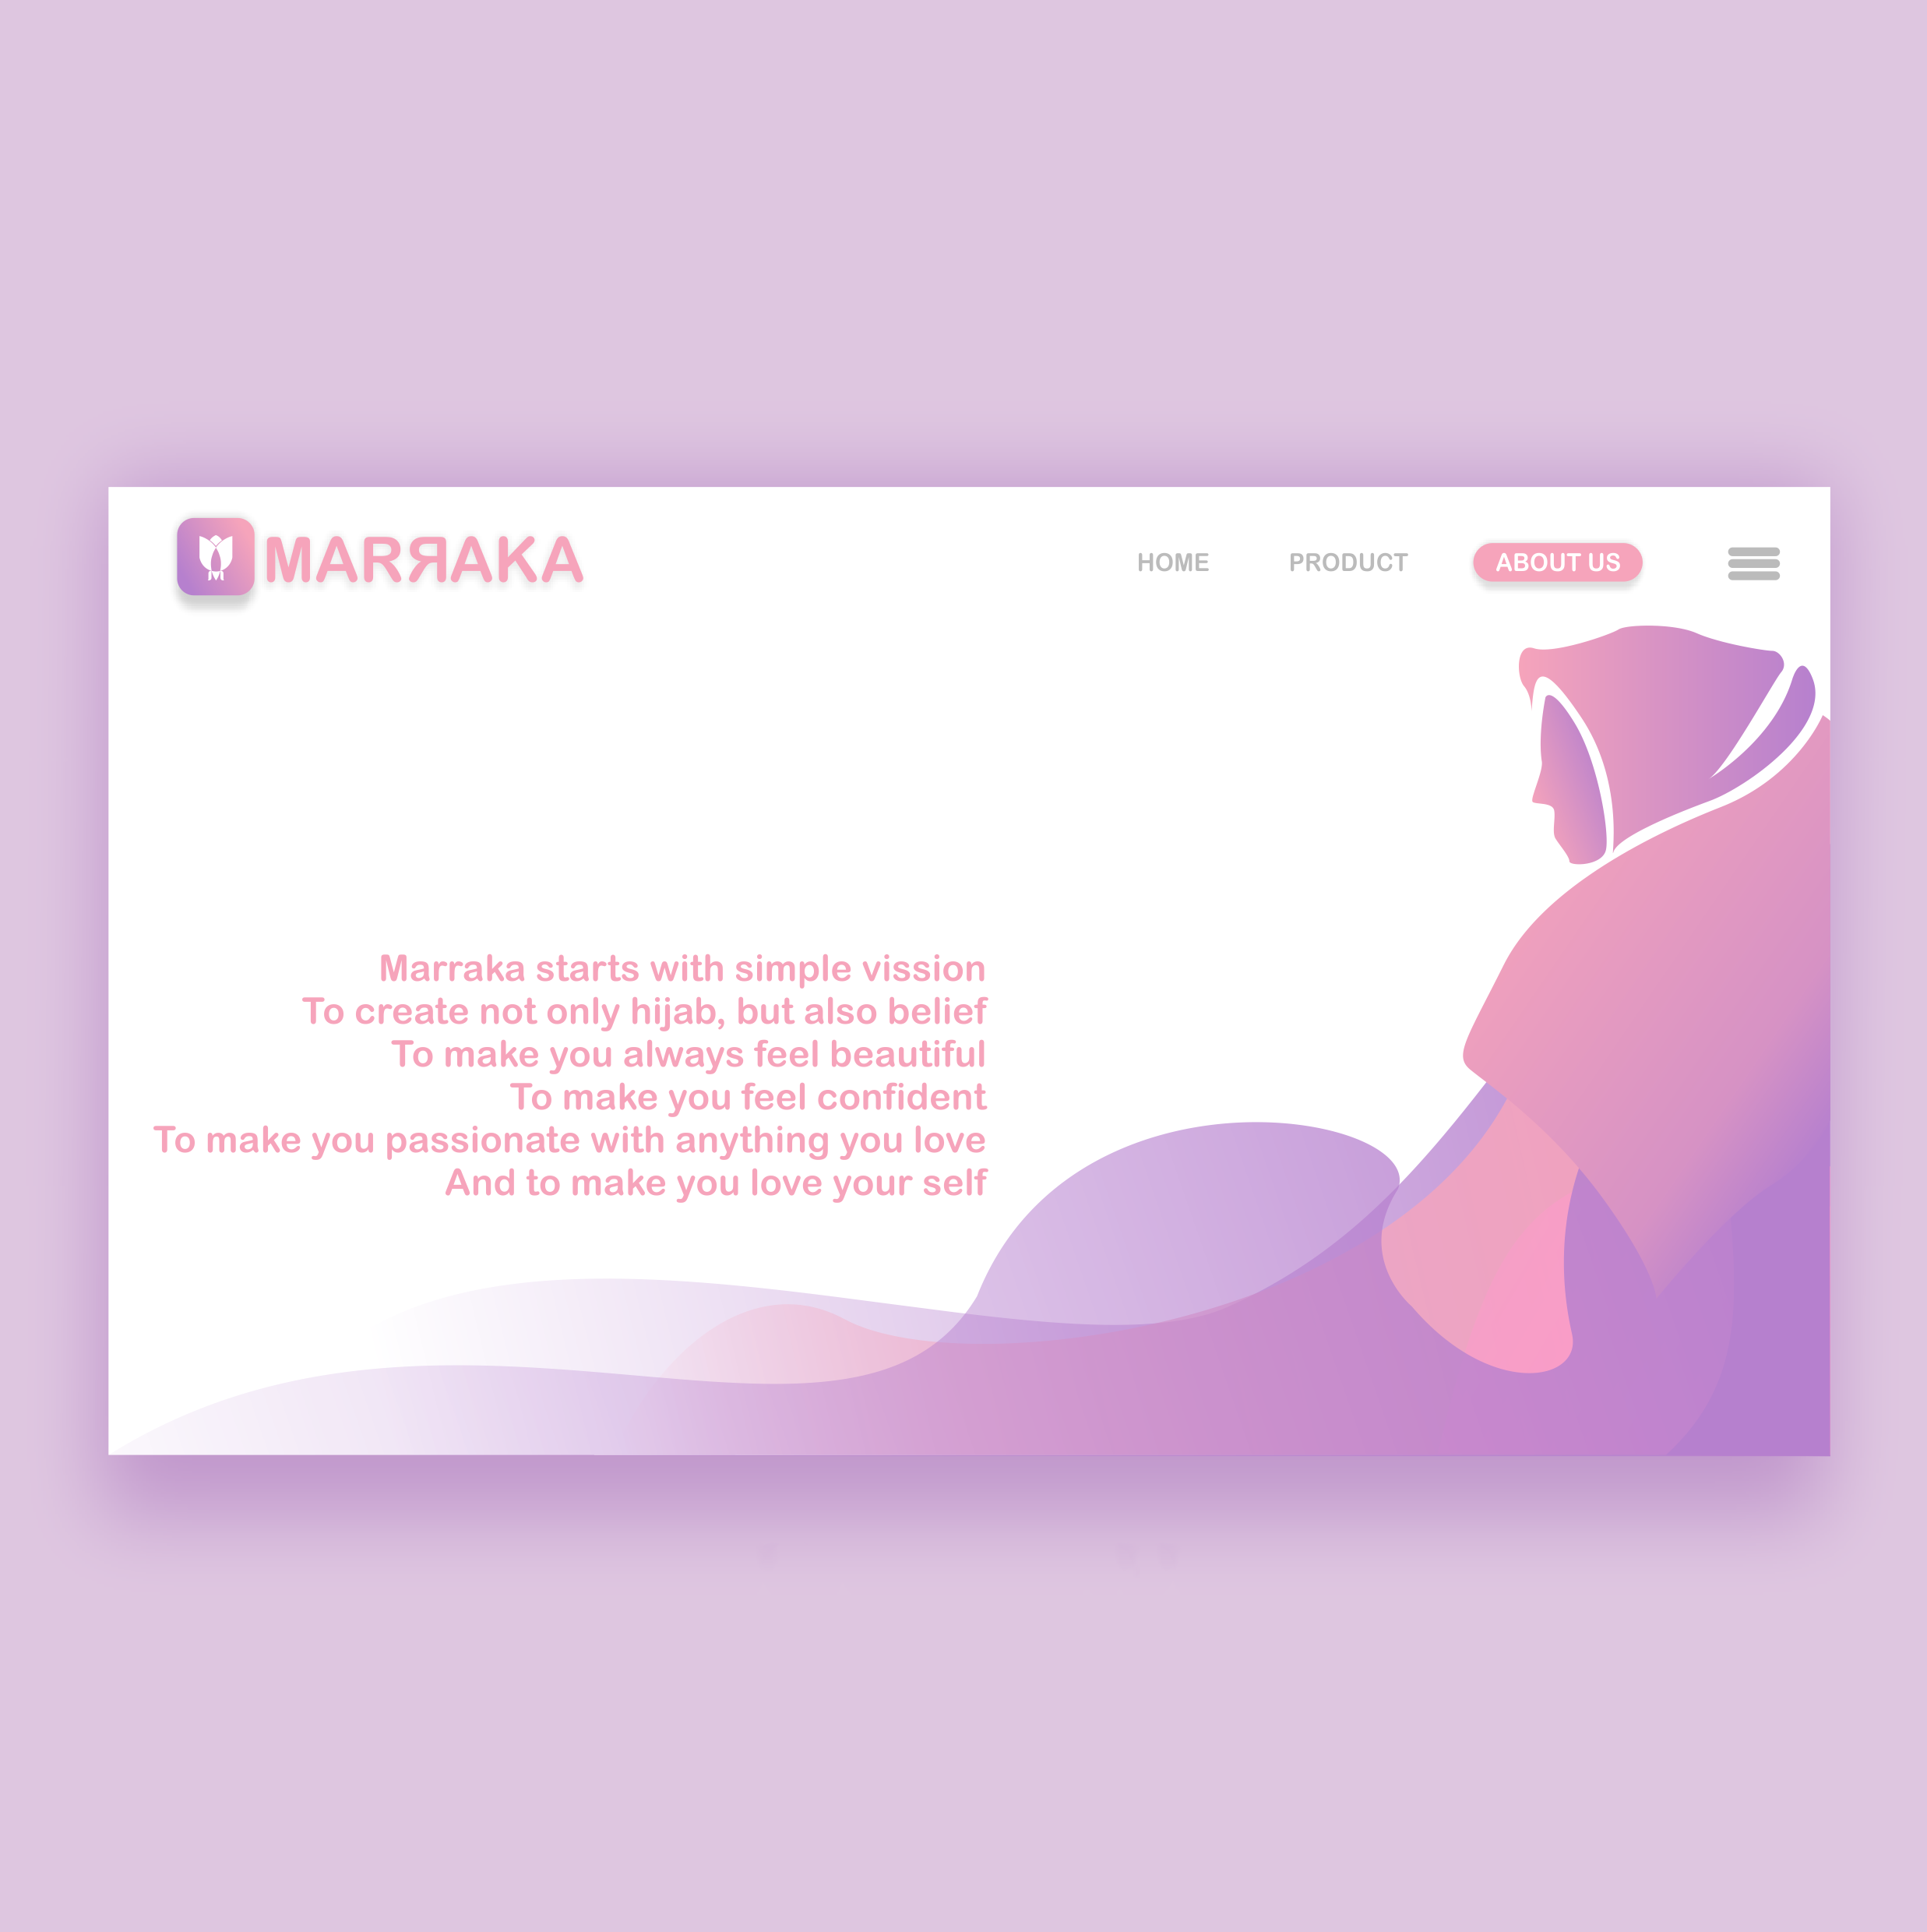 MARЯAKA
HOME PRODUCT ABOUT US
Marraka starts with simple vission
To create not only hijab, but also belief
To make you always feel beautiful
To make you feel confident
To make you passionate with anything you love
And to make you love your self